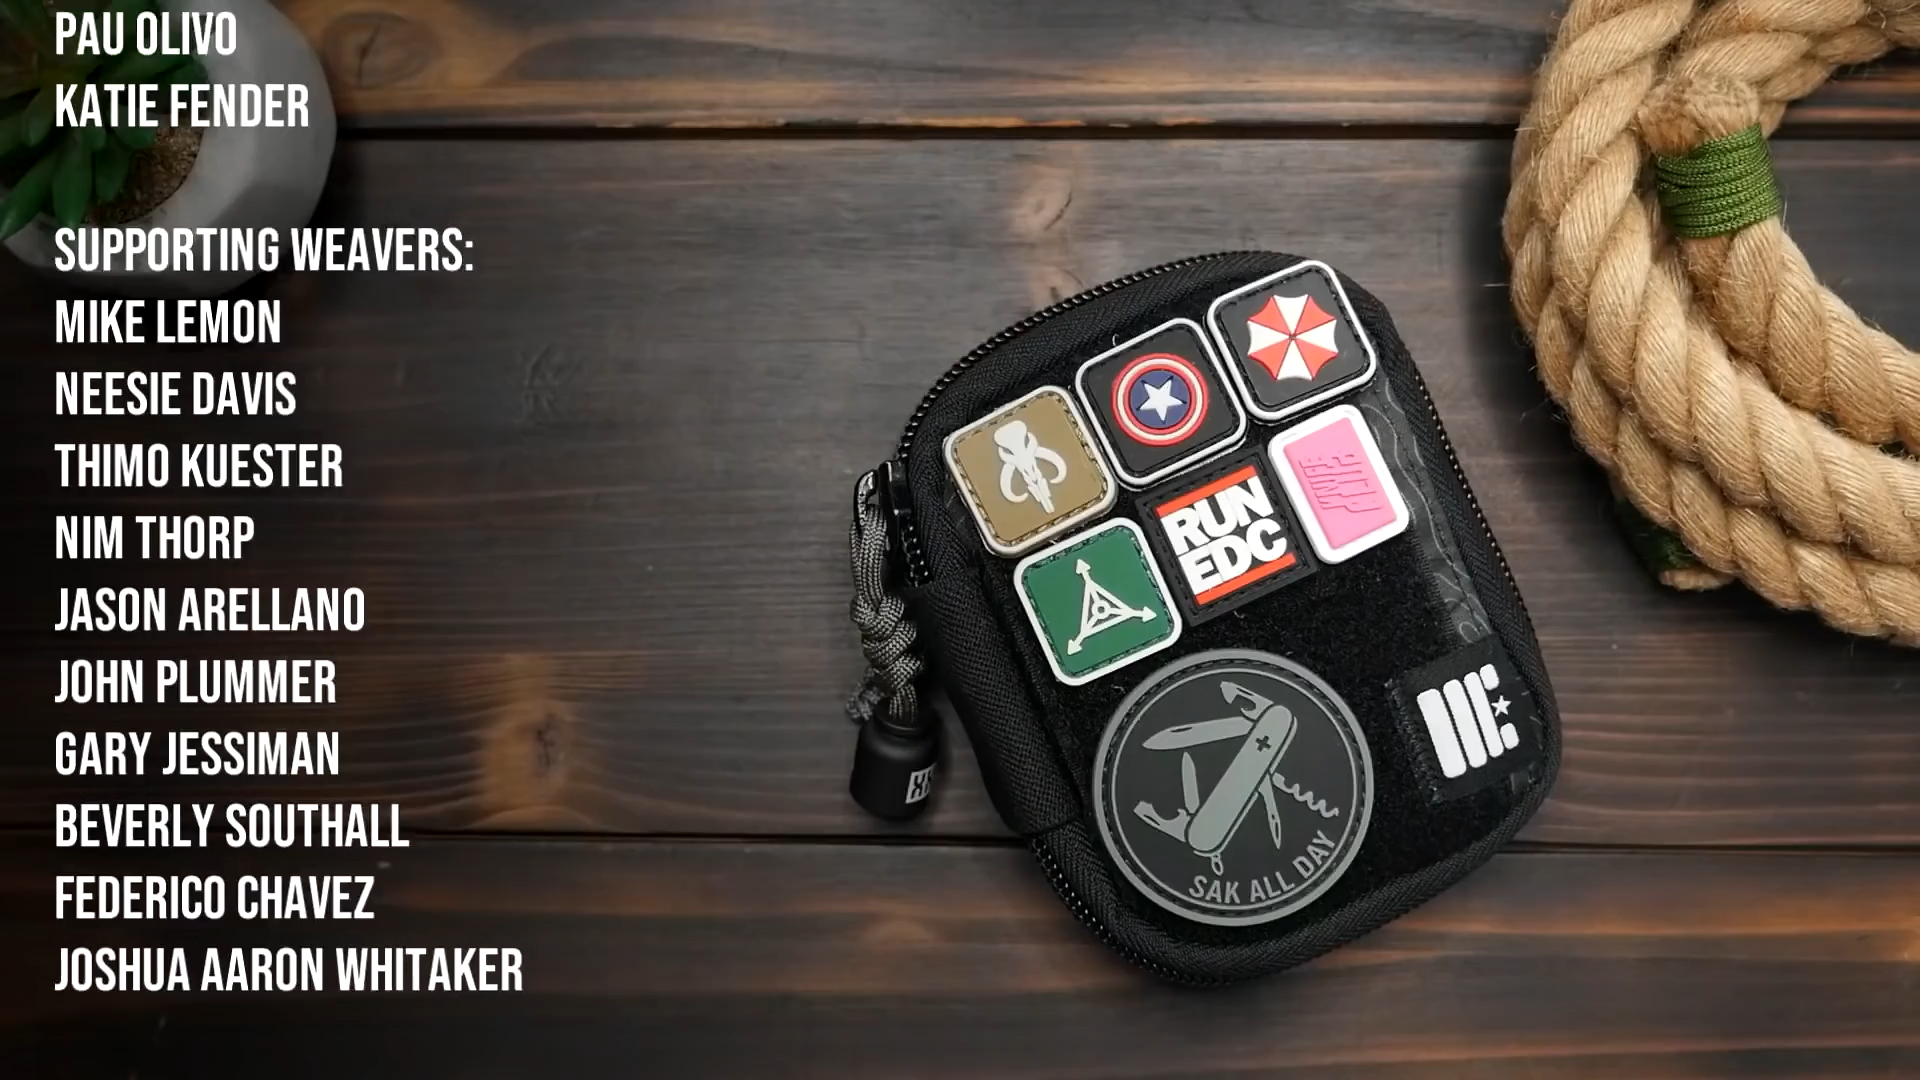 PAU OLIVO
KATIE FENDER
SUPPORTING WEAVERS:
MIKE LEMON
NEESIE DAVIS
THIMO KUESTER
NIM THORP
JASON ARELLANO
JOHN PLUMMER
GARY JESSIMAN
BEVERLY SOUTHALL
FEDERICO CHAVEZ
JOSHUA AARON WHITAKER
RUN
EDC
SAK ALL DAY